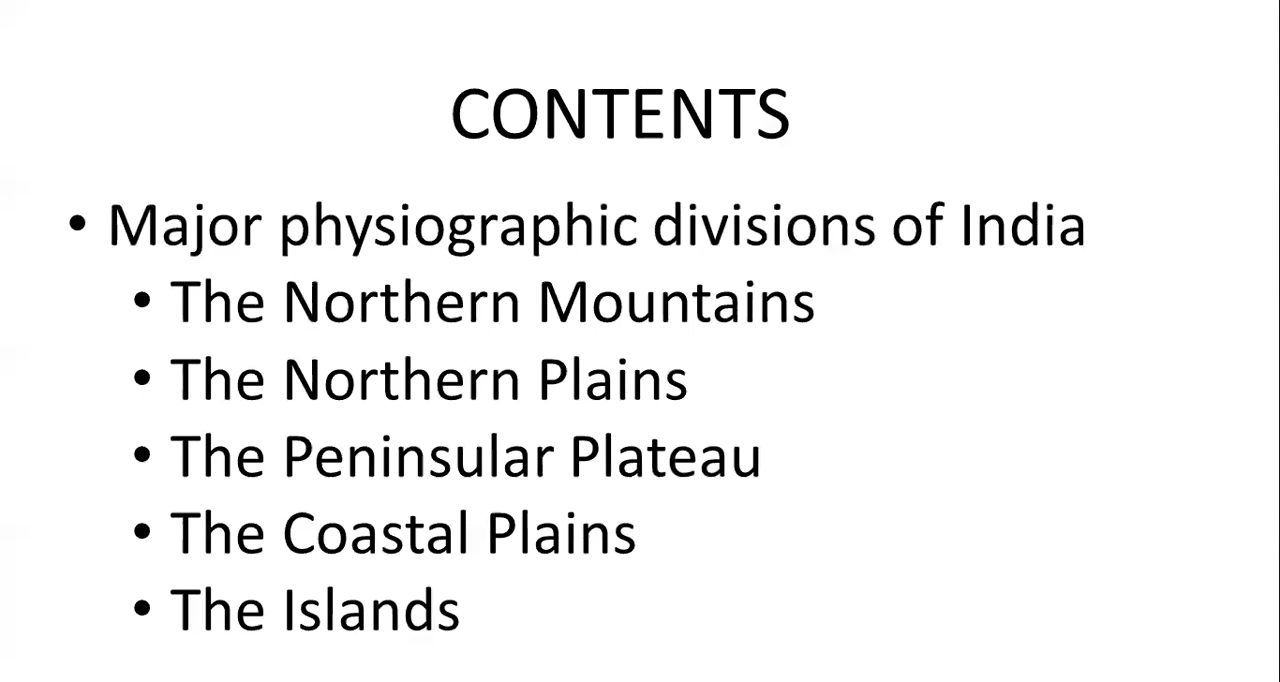 CONTENTS
• Major physiographic divisions of India
• The Northern Mountains
• The Northern Plains
• The Peninsular Plateau
• The Coastal Plains
• The Islands